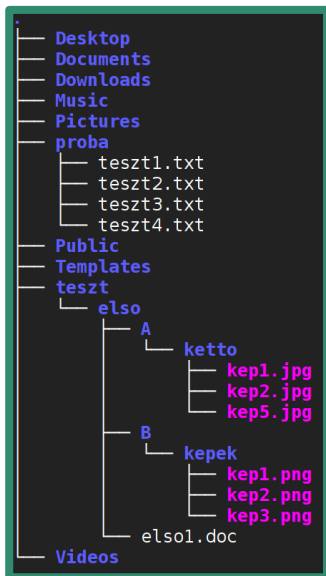 .
Desktop
Documents
Downloads
Music
Pictures
proba
teszt1.txt
teszt2.txt
teszt3.txt
teszt4.txt
Public
Templates
teszt
elso
A
ketto
kep1.jpg
kep2.jpg
kep5.jpg
B
kepek
kep1.png
kep2.png
kep3.png
elso1.doc
Videos